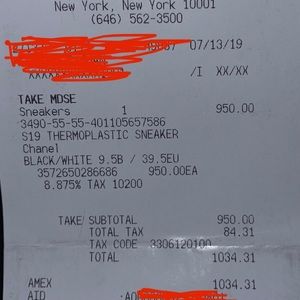 New York, New York 10001
(646) 562-3500
07/13/19
/I XX/XX
TAKE MDSE
Sneakers 1 950.00
3490-55-55-401105657586
S19 THERMOPLASTIC SNEAKER
Chanel
BLACK/WHITE 9.5B / 39.5EU
3572650286686 950.00EA
8.875% TAX 10200
TAKE/ SUBTOTAL 950.00
TOTAL TAX 84.31
TAX CODE 3306120100
TOTAL 1034.31
AMEX 1034.31
AID